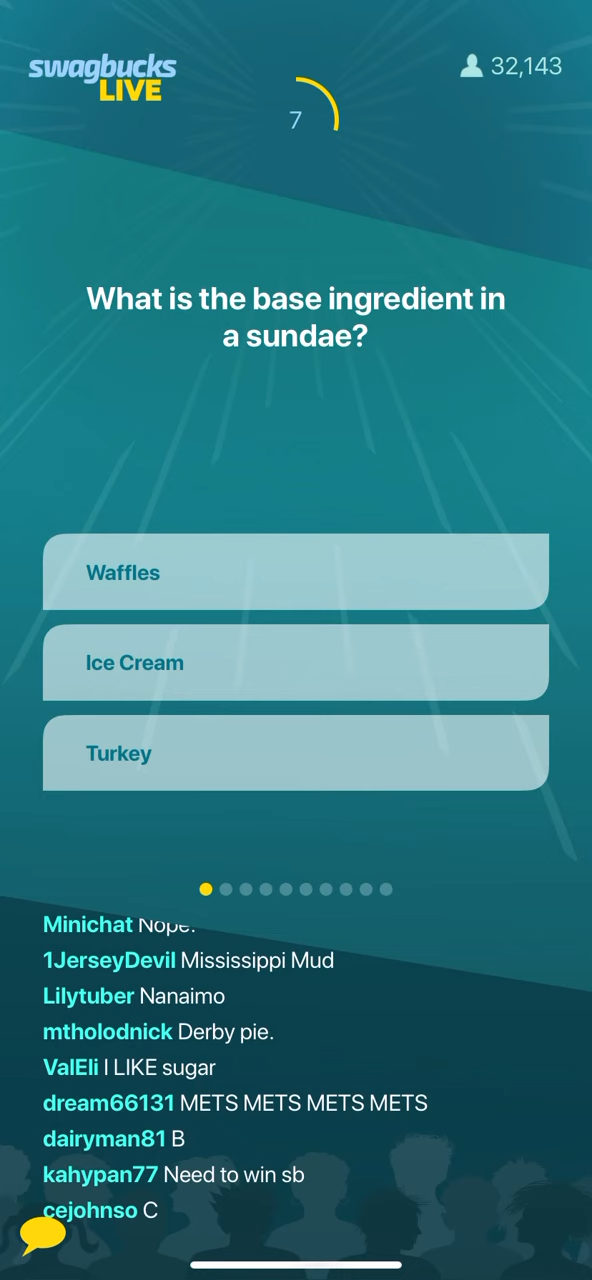 swagbucks
LIVE
32,143
7
What is the base ingredient in
a sundae?
Waffles
Ice Cream
Turkey
Minichat Nope.
1JerseyDevil Mississippi Mud
Lilytuber Nanaimo
mtholodnick Derby pie.
ValEli I LIKE sugar
dream66131 METS METS METS METS
dairyman81 B
kahypan77 Need to win sb
cejohnso C